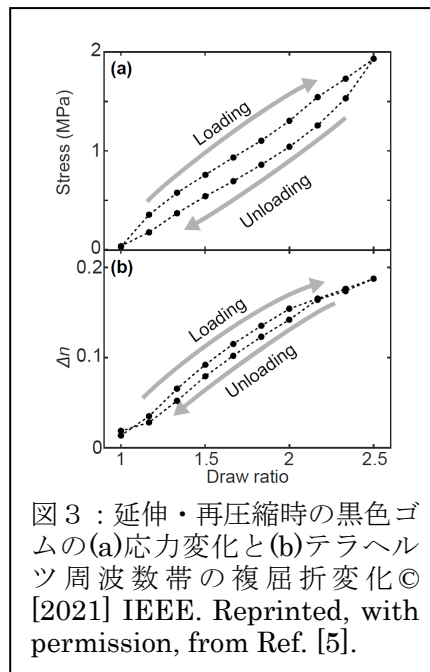 2
(a)
Loading
Stress (MPa)
1
Unloading
0
0.2
(b)
Loading
Δn
0.1
Unloading
0
1
1.5
2
2.5
Draw ratio
図３：延伸・再圧縮時の黒色ゴ
ムの(a)応力変化と(b)テラヘル
ツ周波数帯の複屈折変化©
[2021] IEEE. Reprinted, with
permission, from Ref. [5].